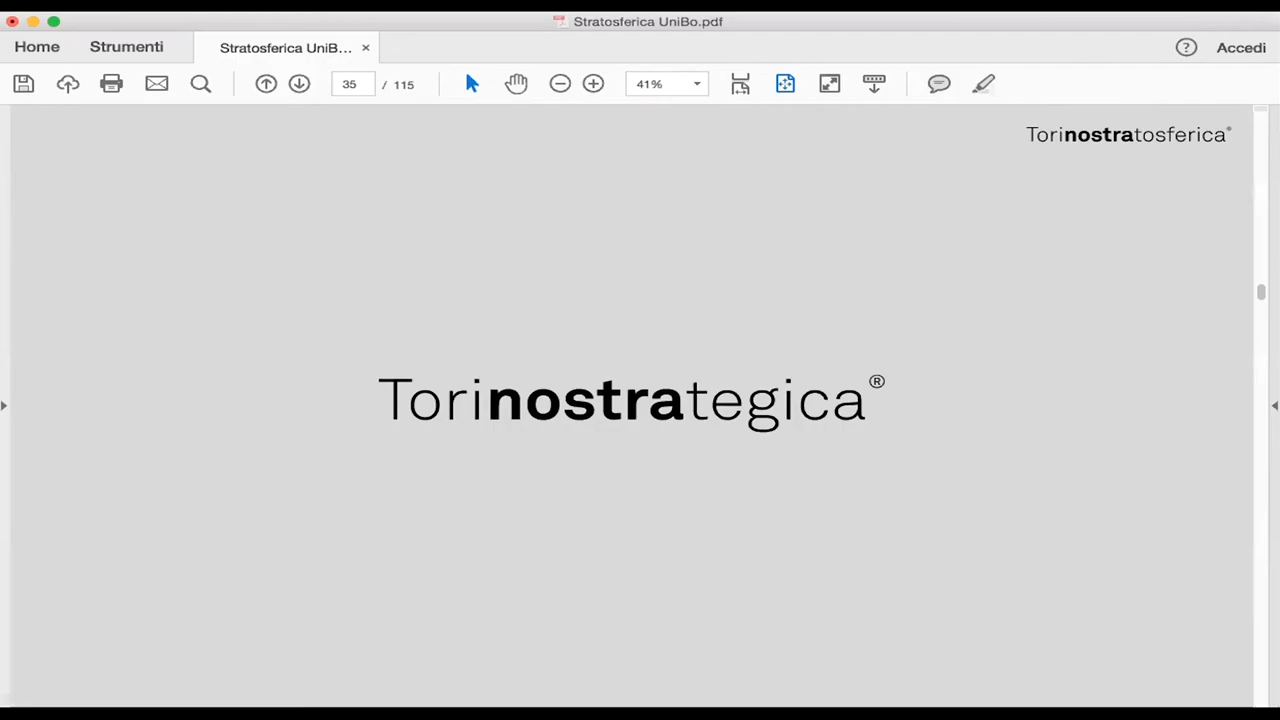 Stratosferica UniBo.pdf
Home Strumenti Stratosferica UniB... × ? Accedi
35 / 115 41%
Torinostratosferica®
Torinostrategica®